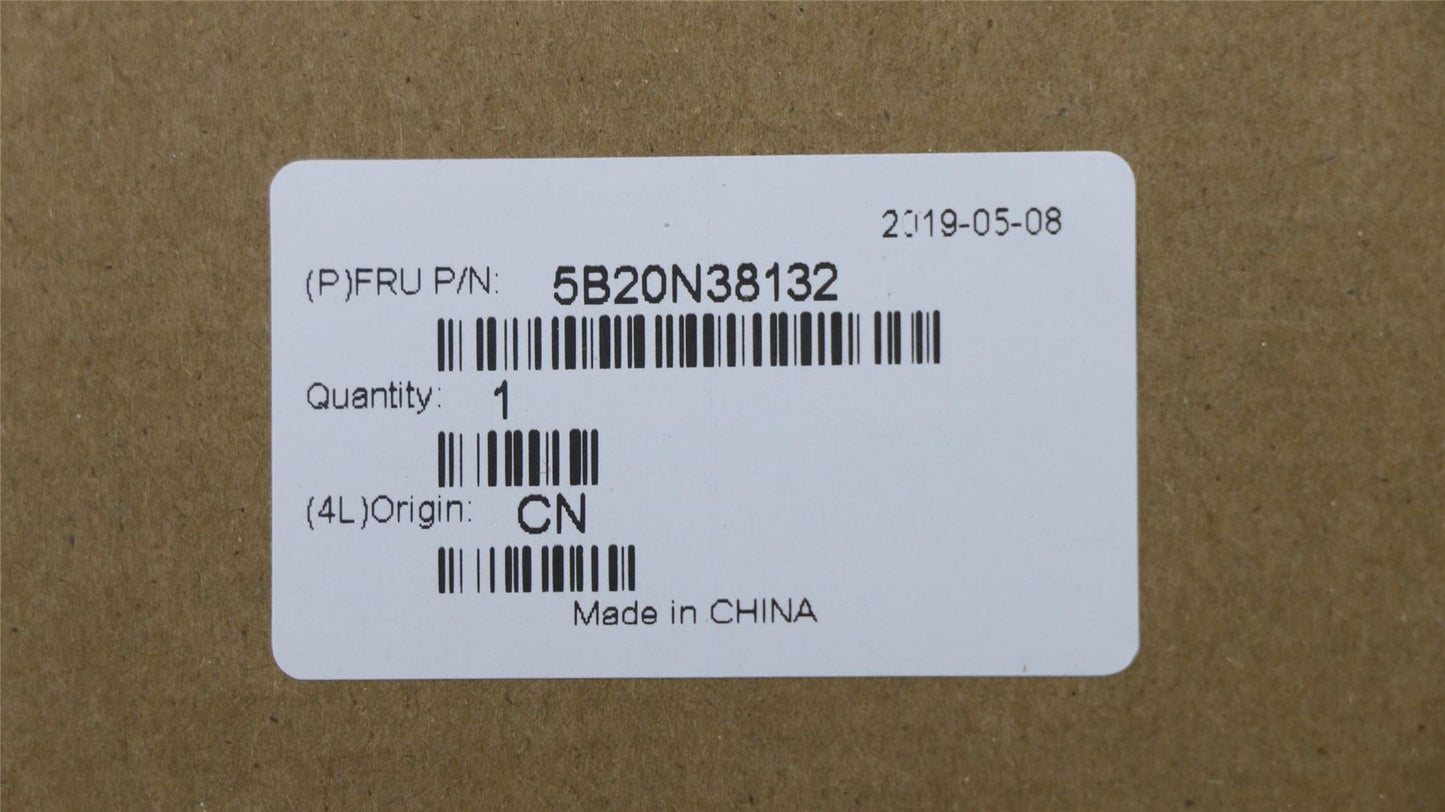 2019-05-08
(P)FRU P/N: 5B20N38132
Quantity: 1
(4L)Origin: CN
Made in CHINA